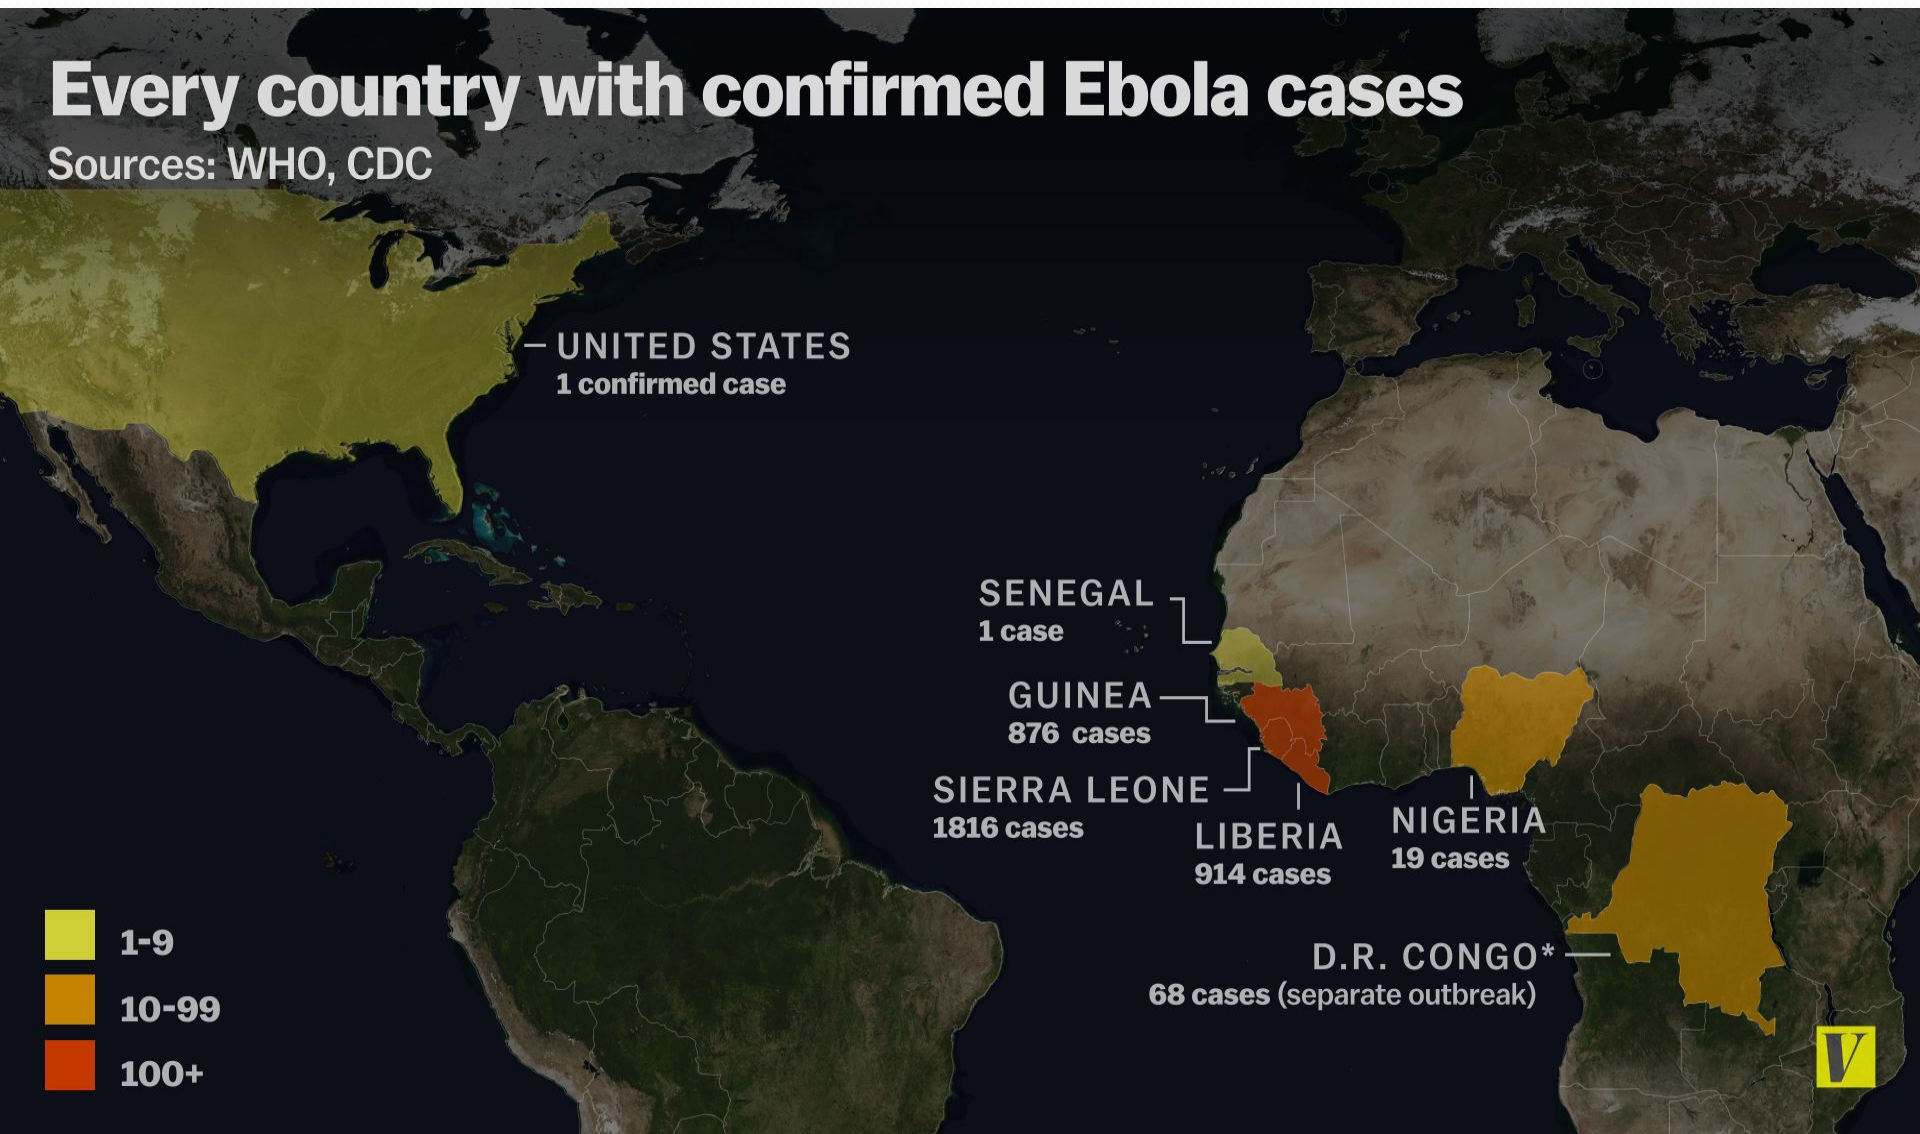 Every country with confirmed Ebola cases
Sources: WHO, CDC
UNITED STATES
1 confirmed case
SENEGAL
1 case
GUINEA
876 cases
SIERRA LEONE
1816 cases
LIBERIA
914 cases
NIGERIA
19 cases
D.R. CONGO*
68 cases (separate outbreak)
1-9
10-99
100+
V